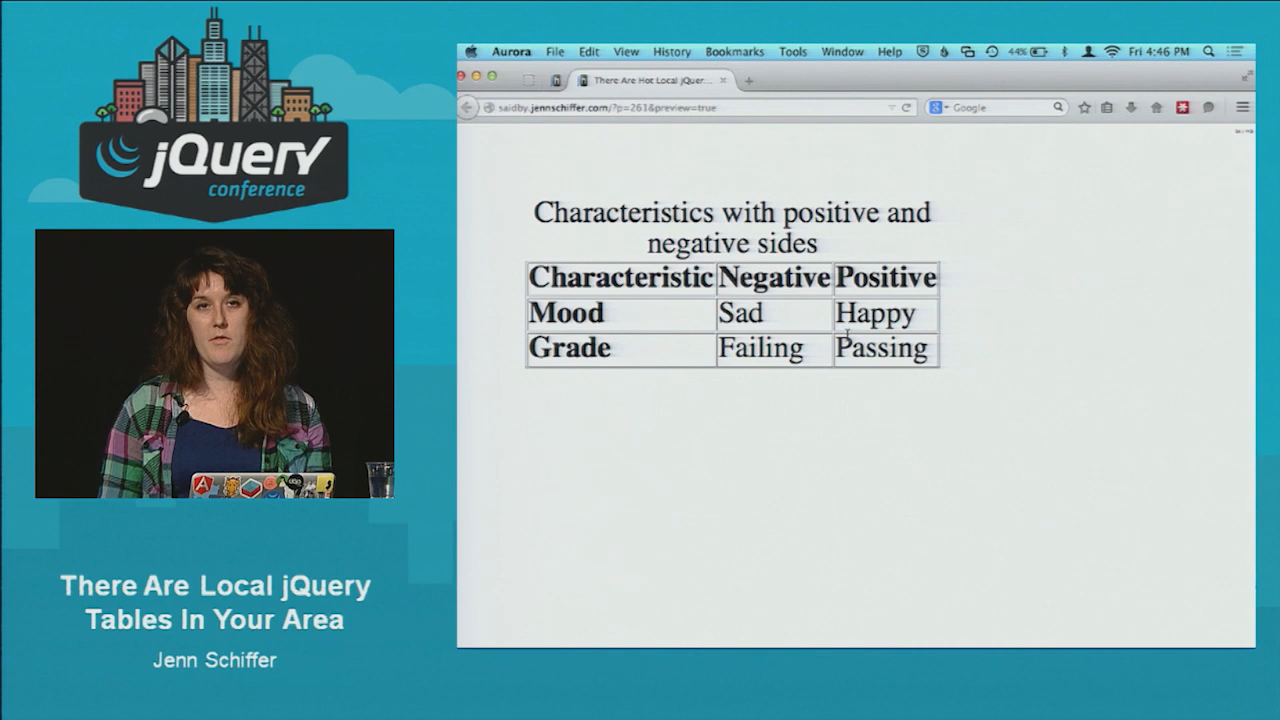 jQuery
conference
There Are Local jQuery
Tables In Your Area
Jenn Schiffer
Aurora File Edit View History Bookmarks Tools Window Help 44% Fri 4:46 PM
There Are Hot Local jQuer...
saidby.jennschiffer.com/?p=261&preview=true
Google
Characteristics with positive and
negative sides
Characteristic Negative Positive
Mood Sad Happy
Grade Failing Passing